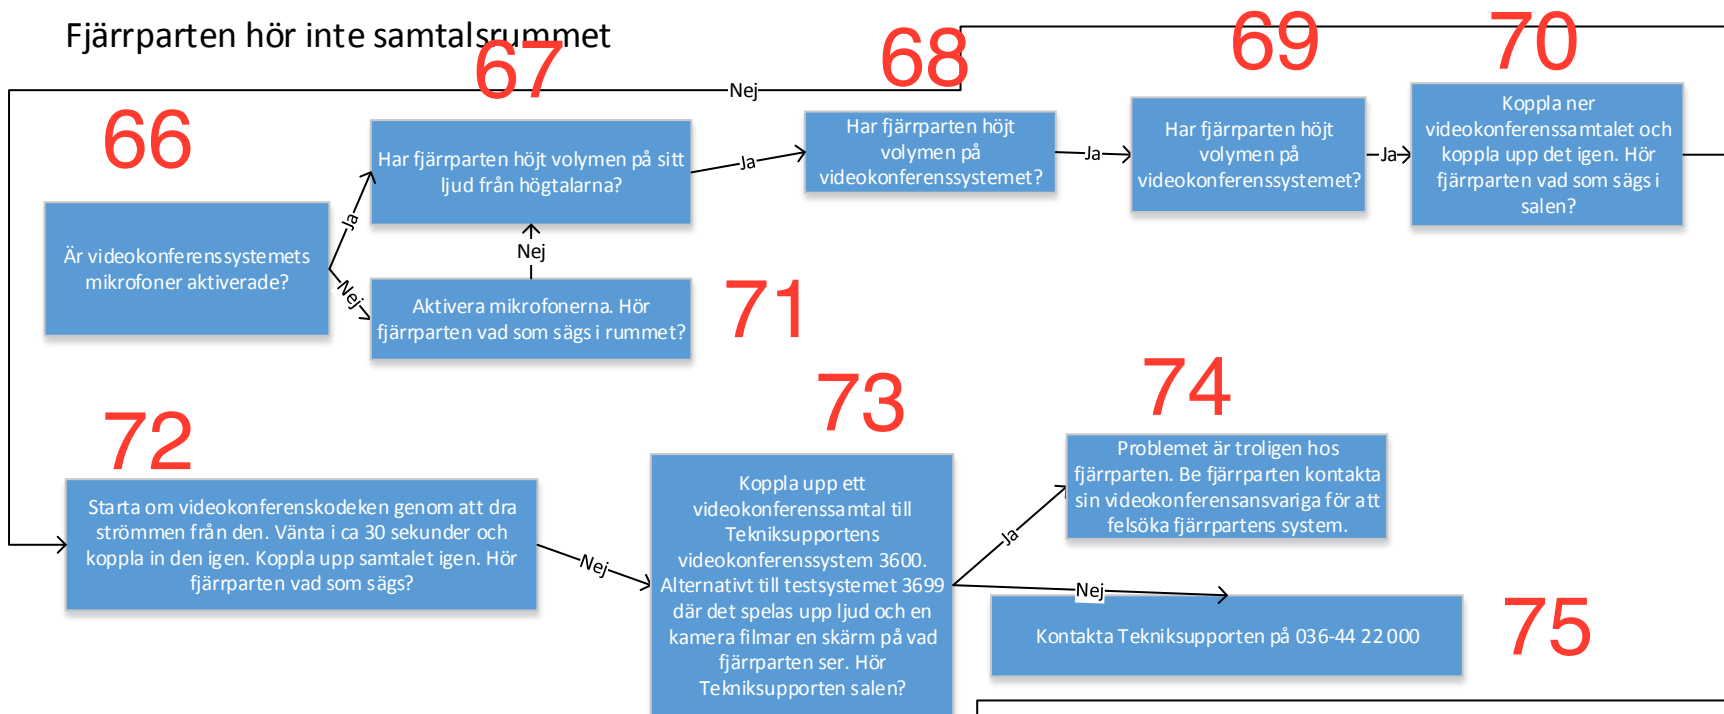 Fjärrparten hör inte samtalsrummet
67
68
69
70
Nej
66
Har fjärrparten höjt volymen på sitt
ljud från högtalarna?
Ja
Har fjärrparten höjt
volymen på
videokonferenssystemet?
Ja
Har fjärrparten höjt
volymen på
videokonferenssystemet?
Ja
Koppla ner
videokonferenssamtalet och
koppla upp det igen. Hör
fjärrparten vad som sägs i
salen?
Är videokonferenssystemets
mikrofoner aktiverade?
Ja
Nej
Nej
Aktivera mikrofonerna. Hör
fjärrparten vad som sägs i rummet?
71
72
73
74
Starta om videokonferenskodeken genom att dra
strömmen från den. Vänta i ca 30 sekunder och
koppla in den igen. Koppla upp samtalet igen. Hör
fjärrparten vad som sägs?
Nej
Koppla upp ett
videokonferenssamtal till
Tekniksupportens
videokonferenssystem 3600.
Alternativt till testsystemet 3699
där det spelas upp ljud och en
kamera filmar en skärm på vad
fjärrparten ser. Hör
Tekniksupporten salen?
Ja
Problemet är troligen hos
fjärrparten. Be fjärrparten kontakta
sin videokonferensansvariga för att
felsöka fjärrpartens system.
Nej
Kontakta Tekniksupporten på 036-44 22 000
75